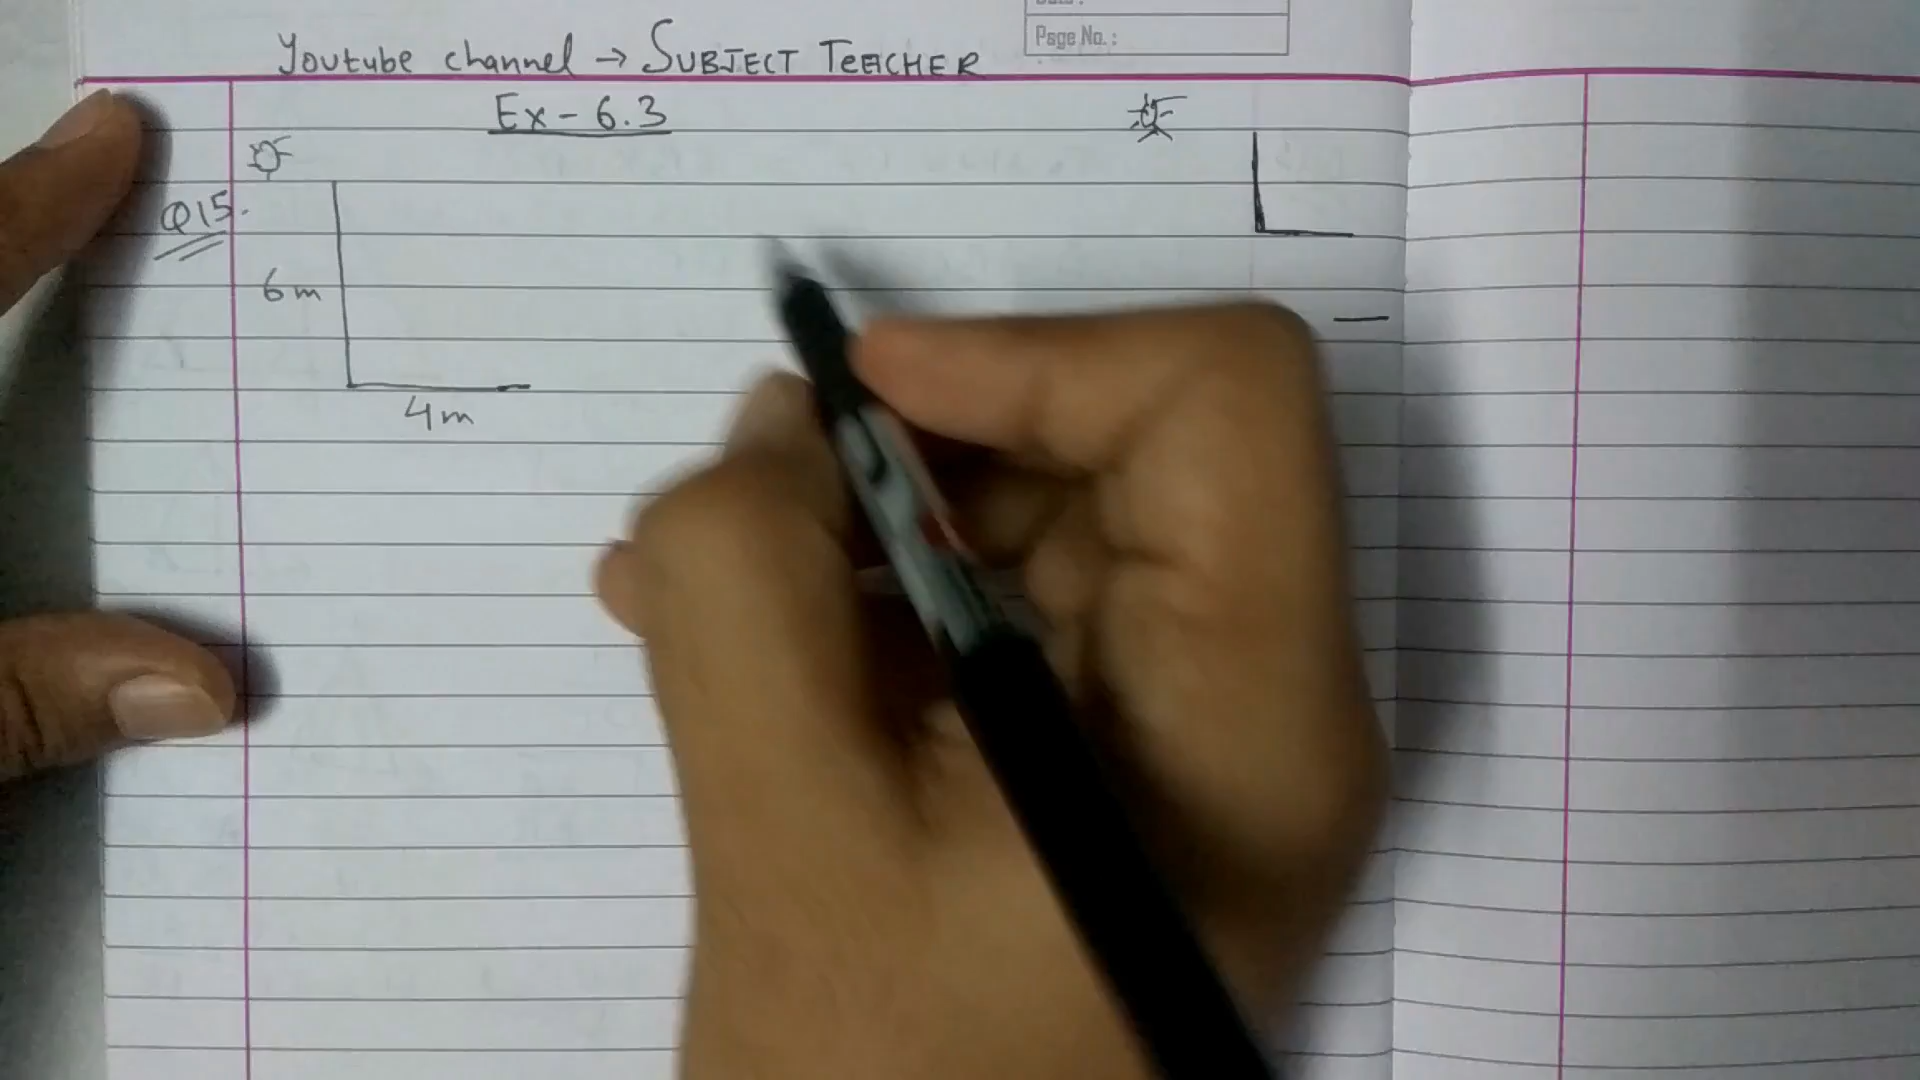 Youtube channel → SUBJECT TEACHER
Page No. :
Ex - 6.3
Q15.
6m
4m